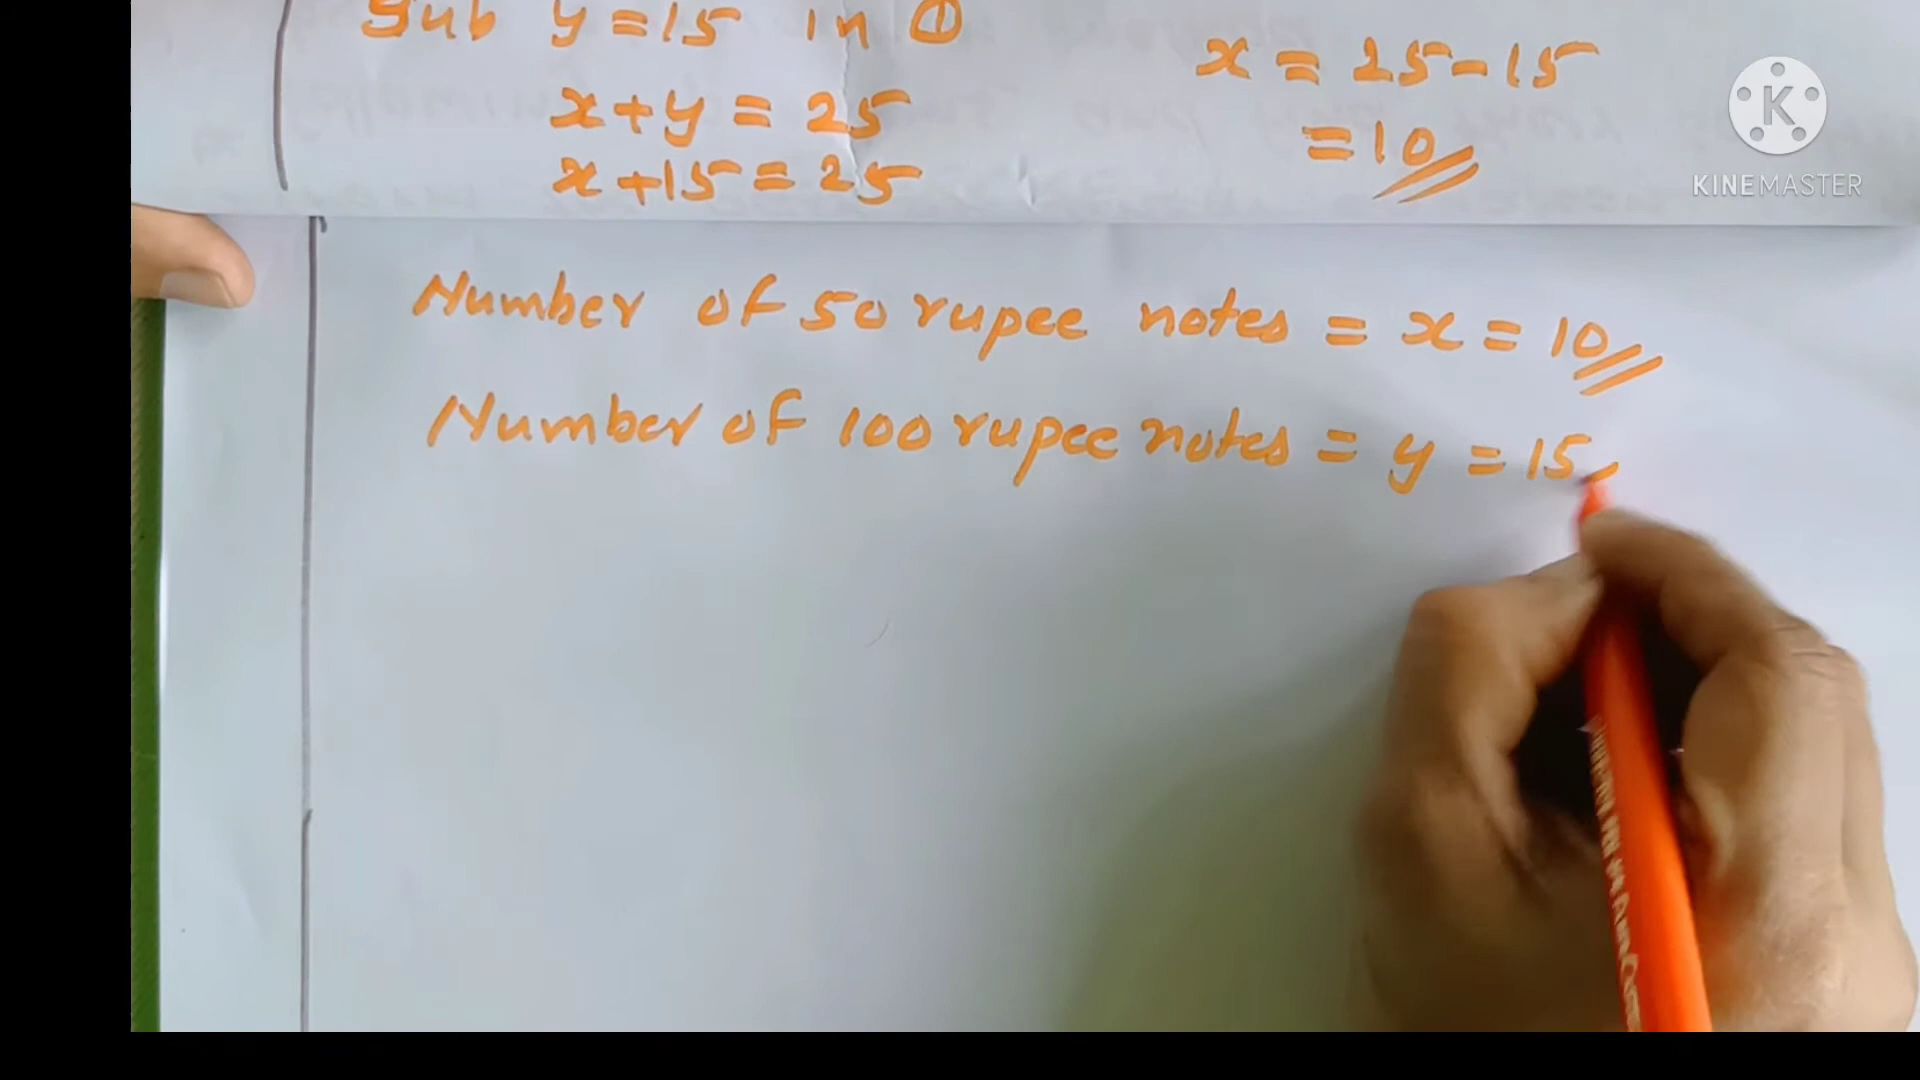 Sub y = 15 in ①
x + y = 25
x + 15 = 25
x = 25 - 15
= 10//
K
KINEMASTER
Number of 50 rupee notes = x = 10//
Number of 100 rupee notes = y = 15